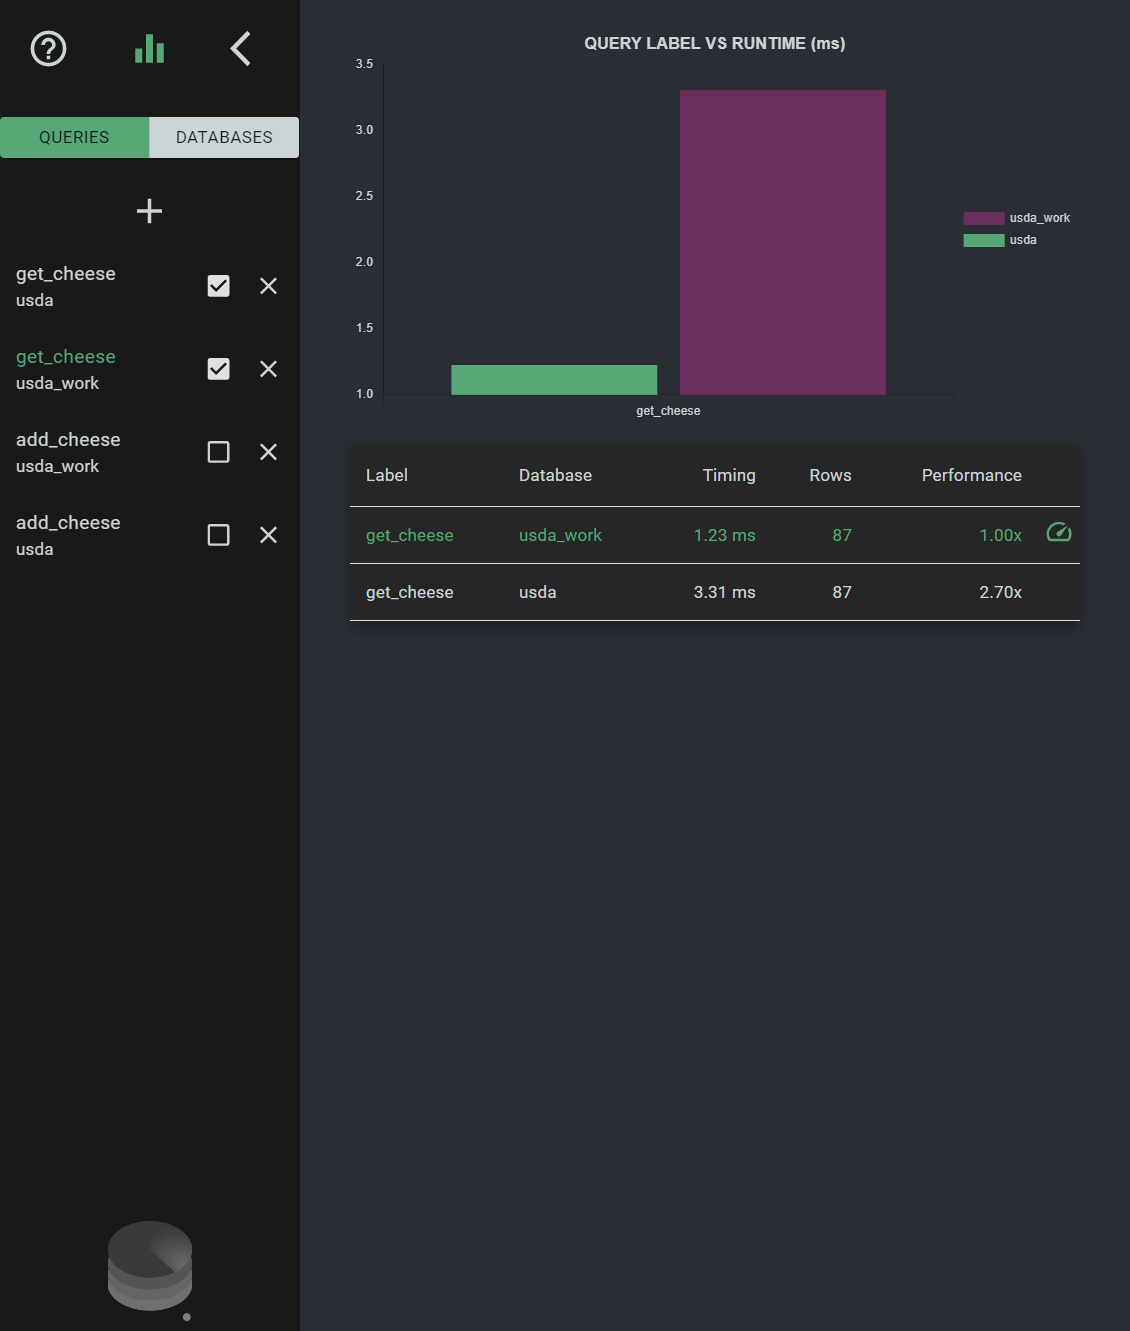 QUERIES
DATABASES
get_cheese
usda
get_cheese
usda_work
add_cheese
usda_work
add_cheese
usda
QUERY LABEL VS RUNTIME (ms)
3.5
3.0
2.5
2.0
1.5
1.0
get_cheese
usda_work
usda
Label Database Timing Rows Performance
get_cheese usda_work 1.23 ms 87 1.00x
get_cheese usda 3.31 ms 87 2.70x